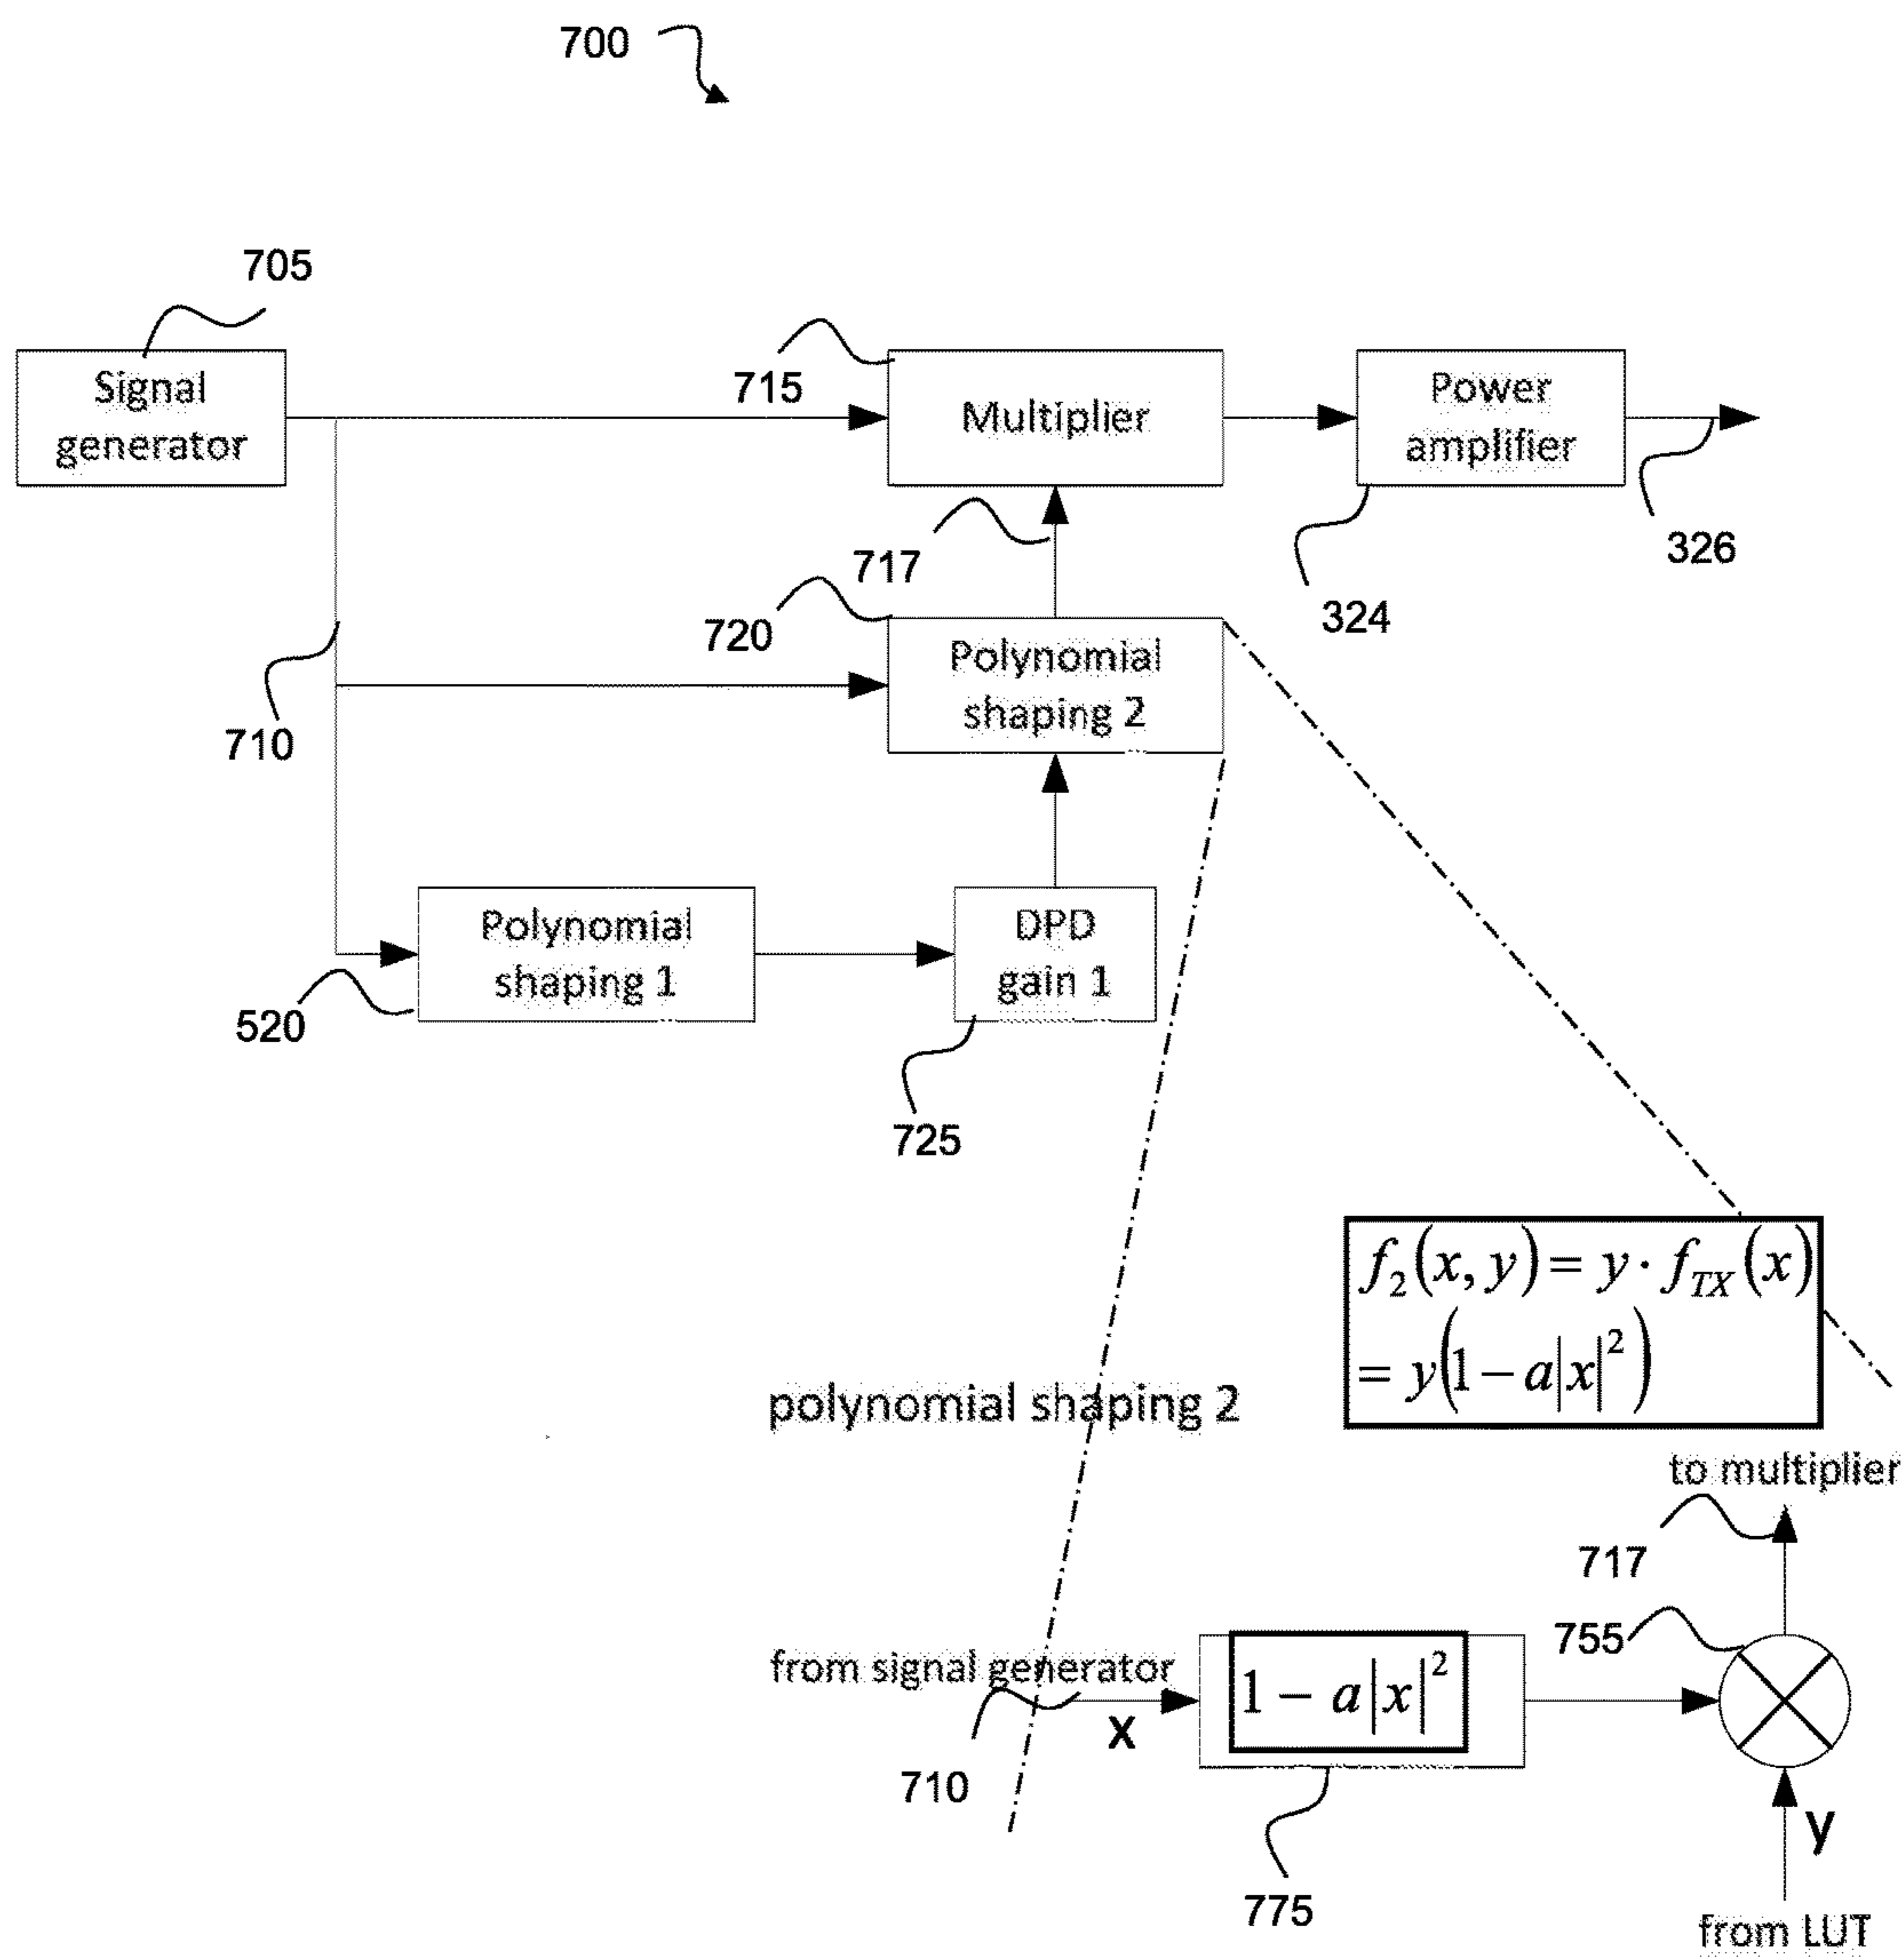 700
705
Signal
generator
715
Multiplier
Power
amplifier
326
717
324
720
Polynomial
shaping 2
710
Polynomial
shaping 1
DPD
gain 1
520
725
f₂(x, y) = y · f_TX(x)
= y(1 − a|x|²)
polynomial shaping 2
to multiplier
717
755
from signal generator
1 − a|x|²
x
710
y
775
from LUT